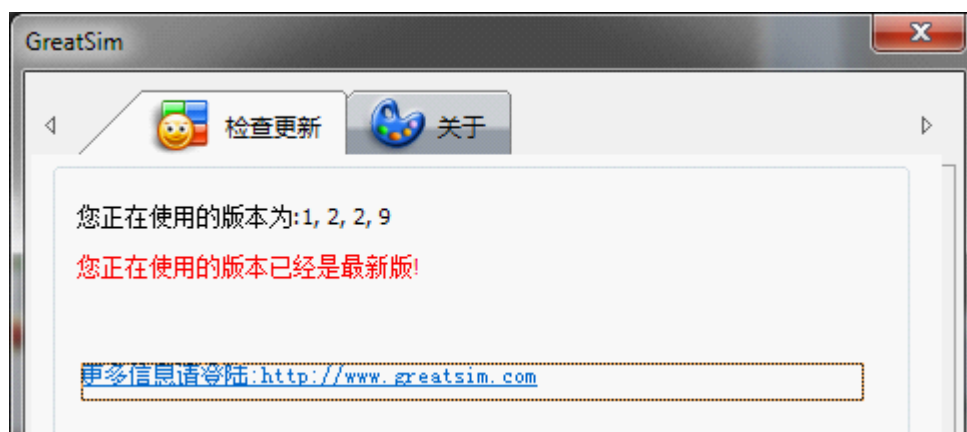 GreatSim
检查更新 关于
您正在使用的版本为:1, 2, 2, 9
您正在使用的版本已经是最新版!
更多信息请登陆:http://www.greatsim.com